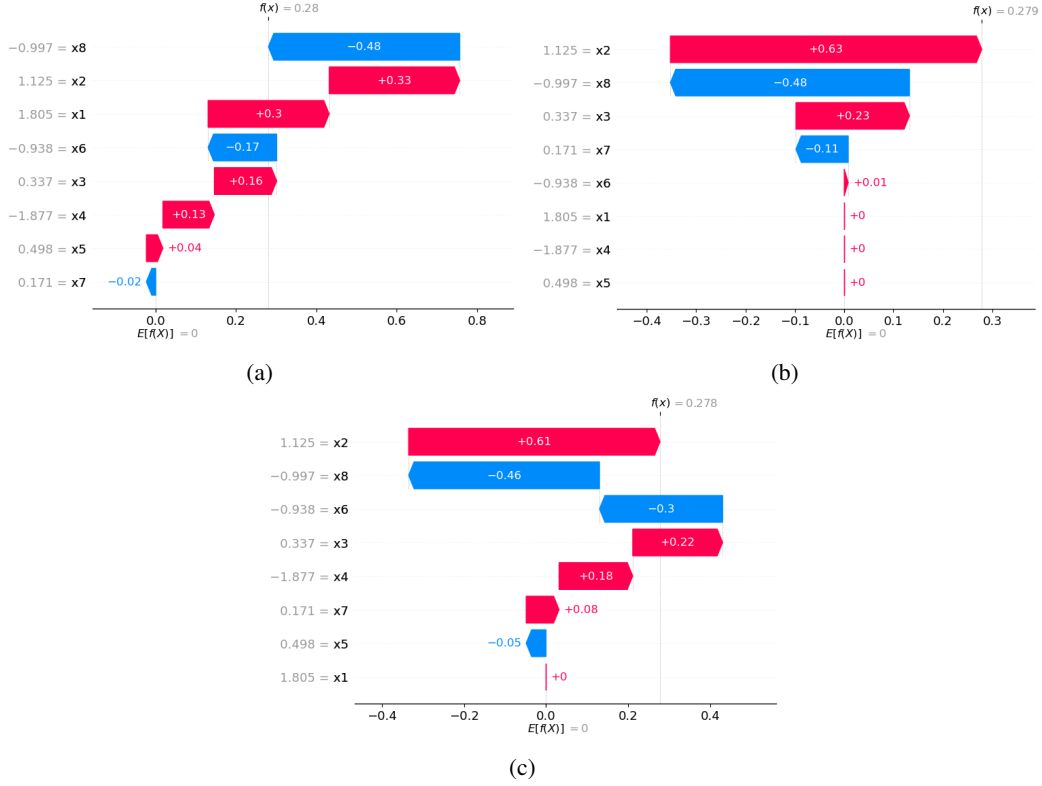 f(x) = 0.28
−0.997 = x8 −0.48
1.125 = x2 +0.33
1.805 = x1 +0.3
−0.938 = x6 −0.17
0.337 = x3 +0.16
−1.877 = x4 +0.13
0.498 = x5 +0.04
0.171 = x7 −0.02
0.0 0.2 0.4 0.6 0.8
E[f(X)] = 0
(a)
f(x) = 0.279
1.125 = x2 +0.63
−0.997 = x8 −0.48
0.337 = x3 +0.23
0.171 = x7 −0.11
−0.938 = x6 +0.01
1.805 = x1 +0
−1.877 = x4 +0
0.498 = x5 +0
−0.4 −0.3 −0.2 −0.1 0.0 0.1 0.2 0.3
E[f(X)] = 0
(b)
f(x) = 0.278
1.125 = x2 +0.61
−0.997 = x8 −0.46
−0.938 = x6 −0.3
0.337 = x3 +0.22
−1.877 = x4 +0.18
0.171 = x7 +0.08
0.498 = x5 −0.05
1.805 = x1 +0
−0.4 −0.2 0.0 0.2 0.4
E[f(X)] = 0
(c)